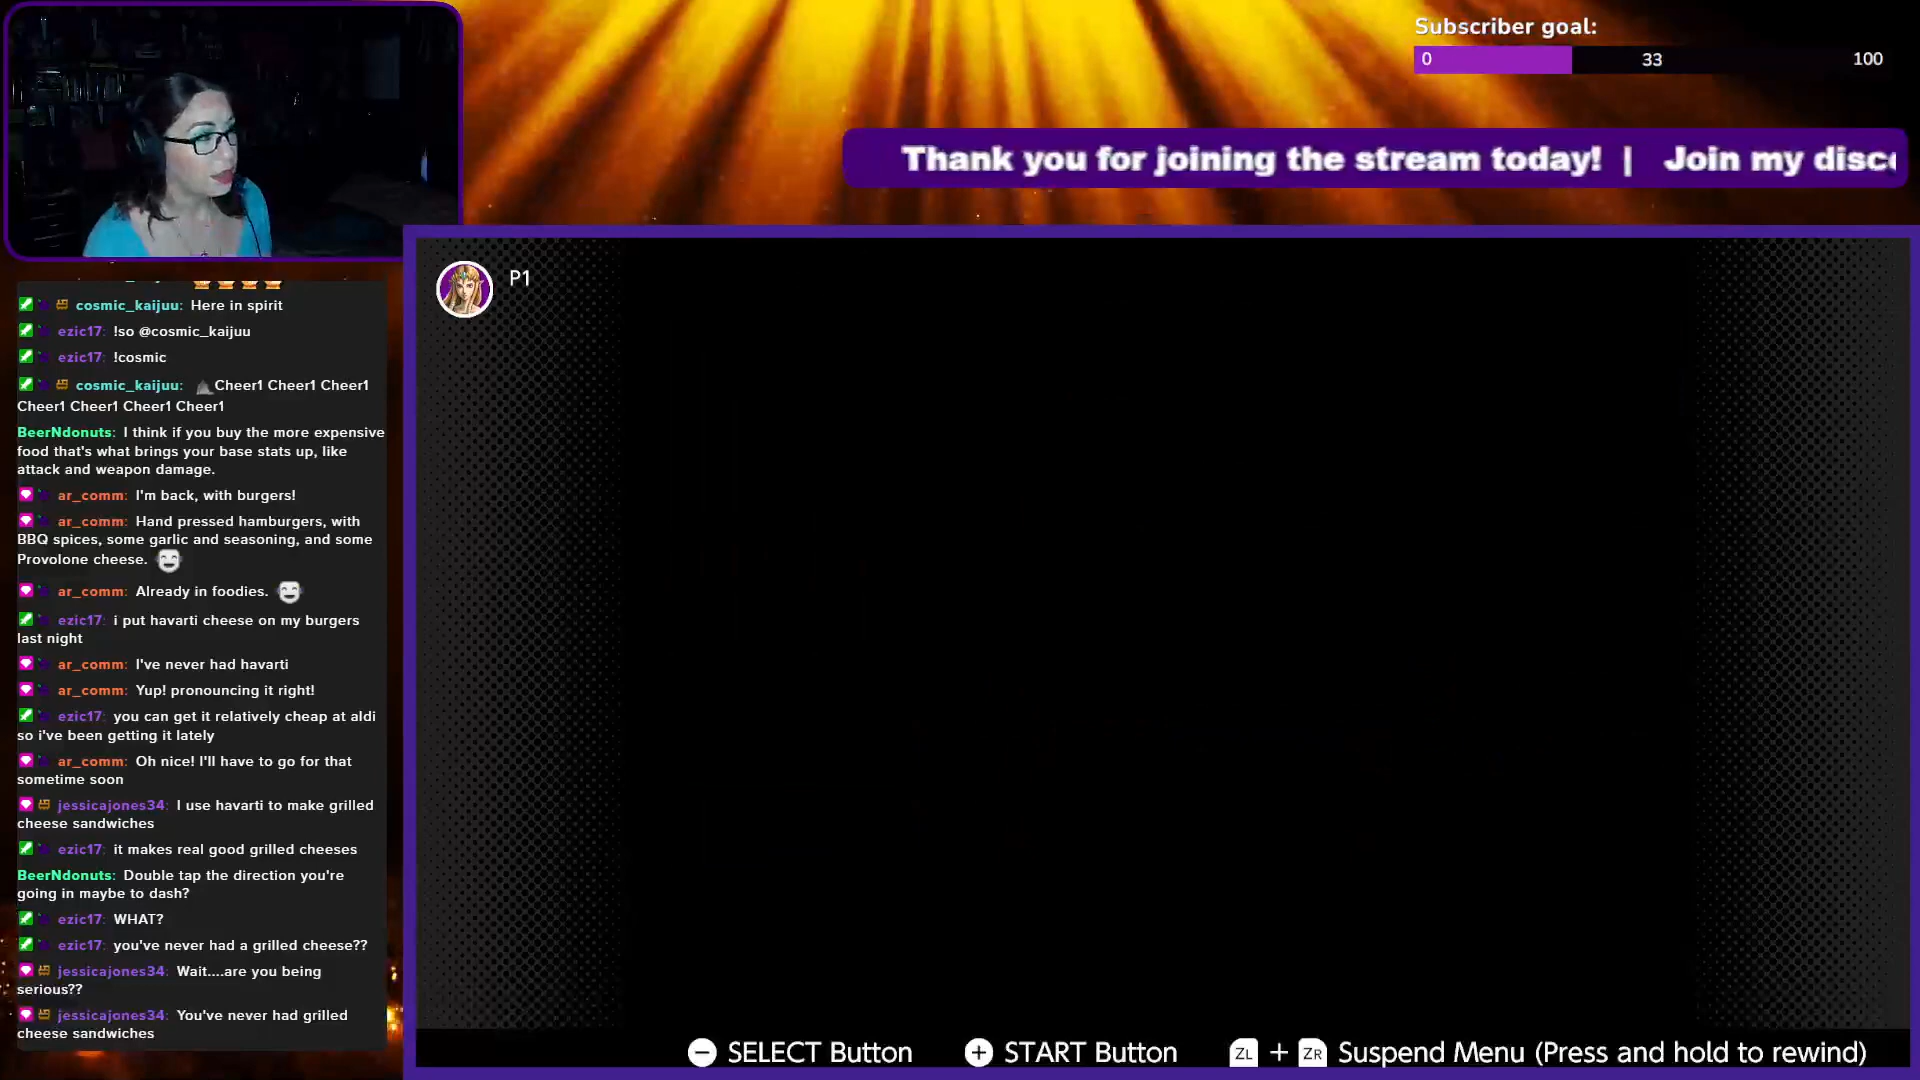 Subscriber goal:
0 33 100
Thank you for joining the stream today! | Join my disc
P1
cosmic_kaijuu: Here in spirit
ezic17: !so @cosmic_kaijuu
ezic17: !cosmic
cosmic_kaijuu: Cheer1 Cheer1 Cheer1
Cheer1 Cheer1 Cheer1 Cheer1
BeerNdonuts: I think if you buy the more expensive
food that's what brings your base stats up, like
attack and weapon damage.
ar_comm: I'm back, with burgers!
ar_comm: Hand pressed hamburgers, with
BBQ spices, some garlic and seasoning, and some
Provolone cheese.
ar_comm: Already in foodies.
ezic17: i put havarti cheese on my burgers
last night
ar_comm: I've never had havarti
ar_comm: Yup! pronouncing it right!
ezic17: you can get it relatively cheap at aldi
so i've been getting it lately
ar_comm: Oh nice! I'll have to go for that
sometime soon
jessicajones34: I use havarti to make grilled
cheese sandwiches
ezic17: it makes real good grilled cheeses
BeerNdonuts: Double tap the direction you're
going in maybe to dash?
ezic17: WHAT?
ezic17: you've never had a grilled cheese??
jessicajones34: Wait....are you being
serious??
jessicajones34: You've never had grilled
cheese sandwiches
SELECT Button START Button ZL + ZR Suspend Menu (Press and hold to rewind)